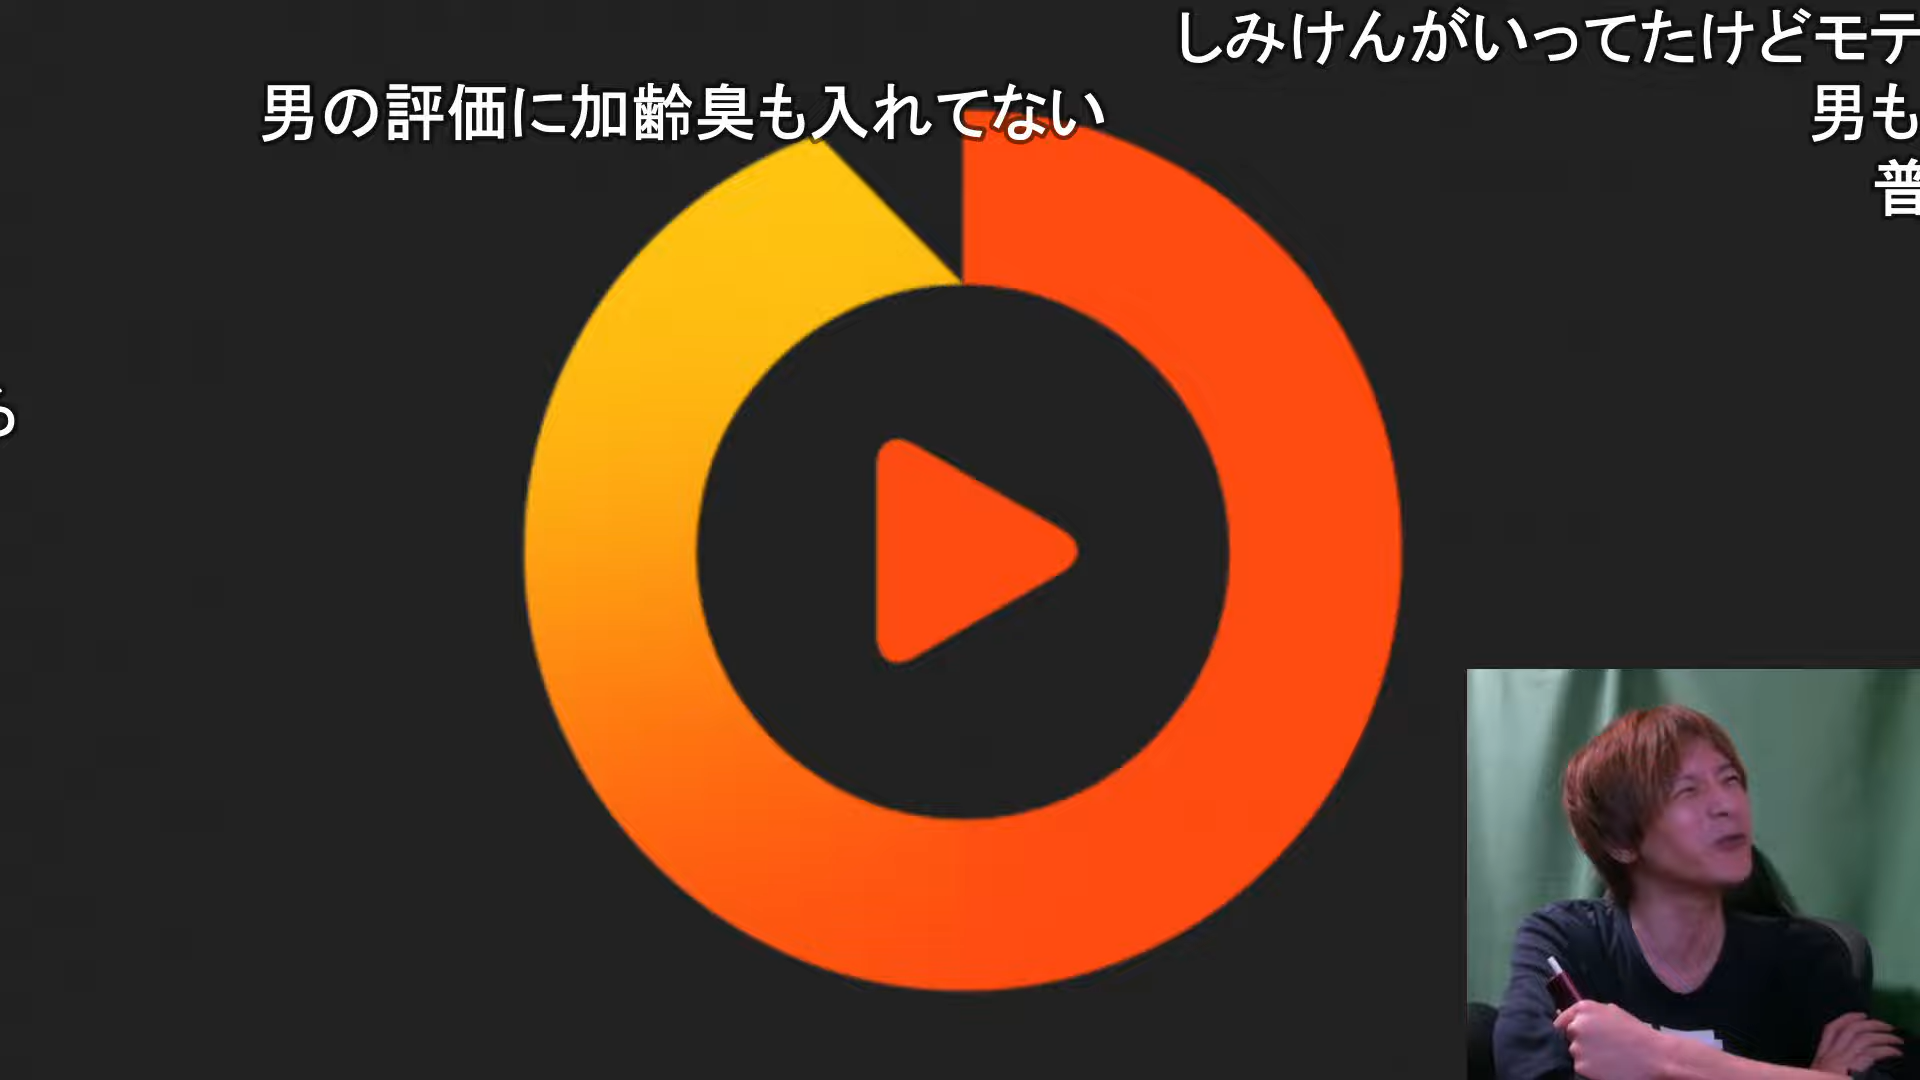 しみけんがいってたけどモテ
男の評価に加齢臭も入れてない
男も
普
ら